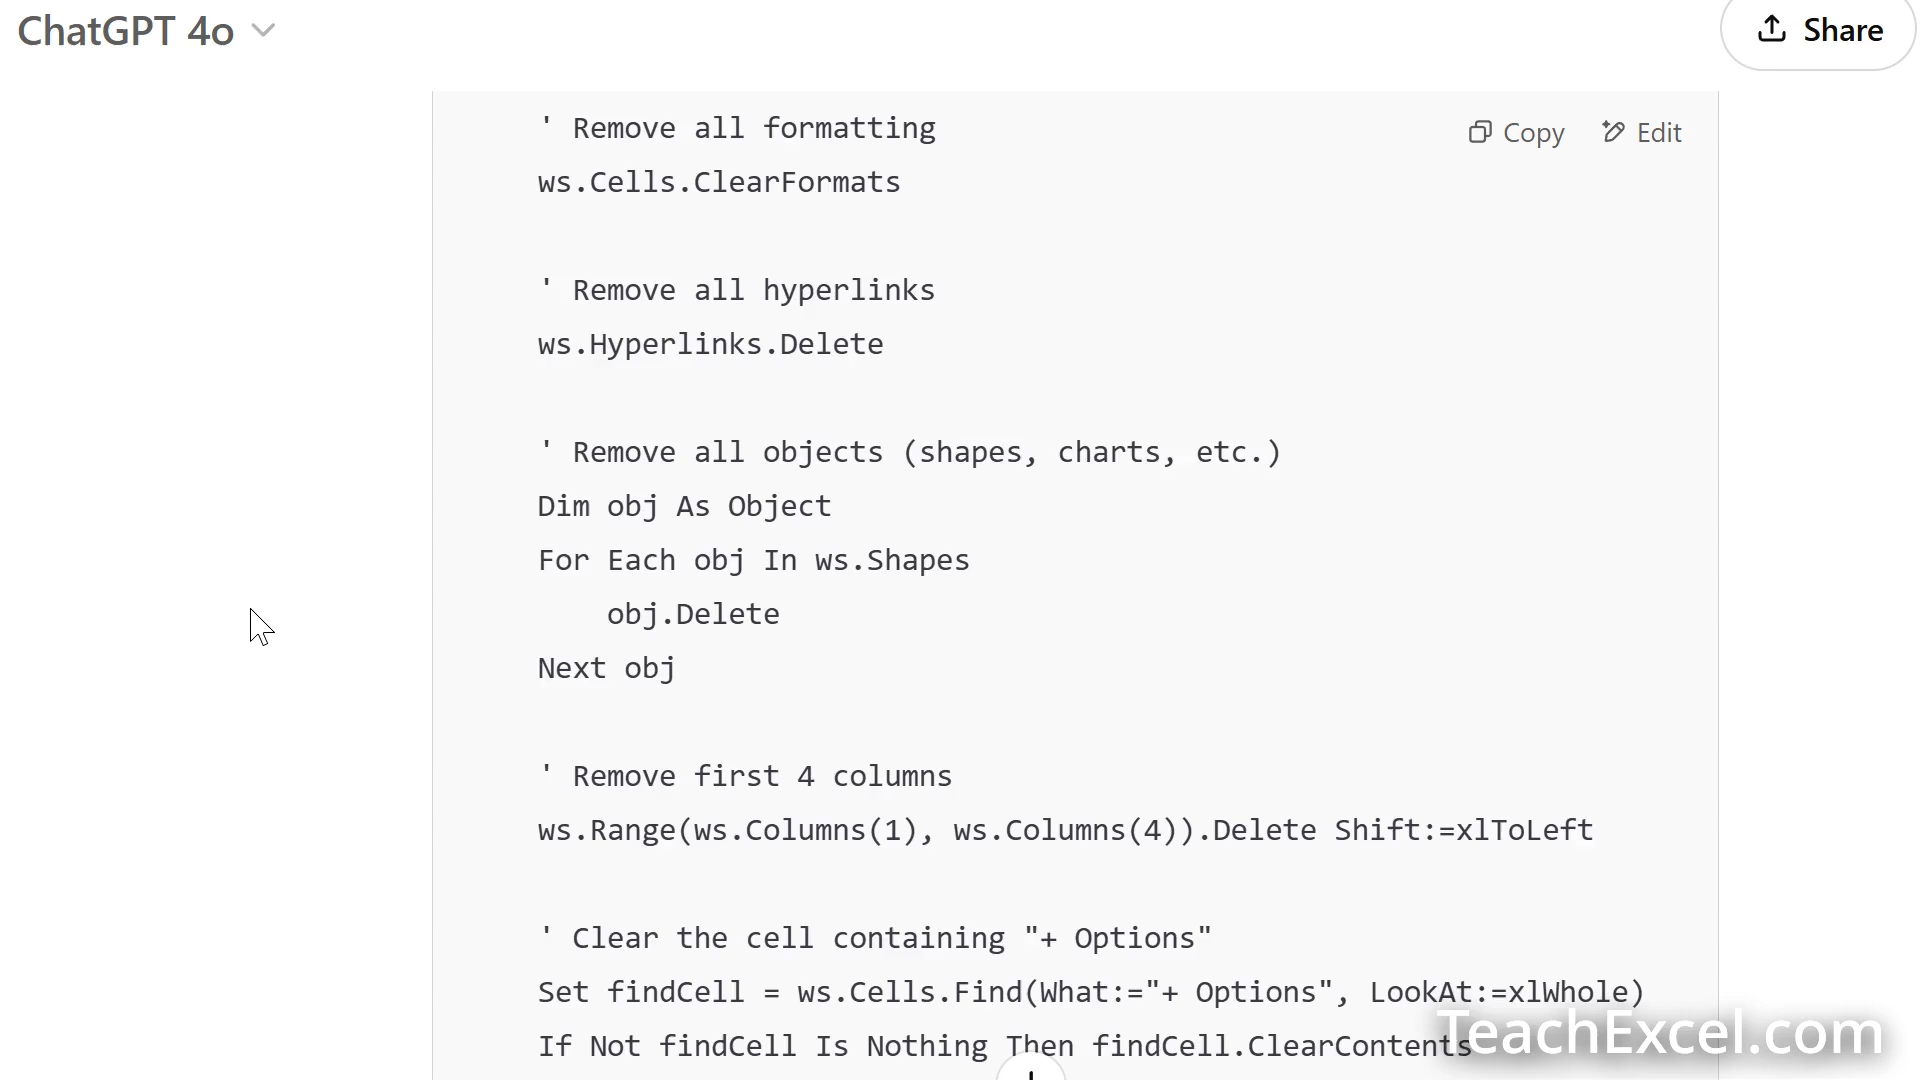 ChatGPT 4o
Share
Copy
Edit
' Remove all formatting
ws.Cells.ClearFormats
' Remove all hyperlinks
ws.Hyperlinks.Delete
' Remove all objects (shapes, charts, etc.)
Dim obj As Object
For Each obj In ws.Shapes
obj.Delete
Next obj
' Remove first 4 columns
ws.Range(ws.Columns(1), ws.Columns(4)).Delete Shift:=xlToLeft
' Clear the cell containing "+ Options"
Set findCell = ws.Cells.Find(What:="+ Options", LookAt:=xlWhole)
If Not findCell Is Nothing Then findCell.ClearContents
TeachExcel.com